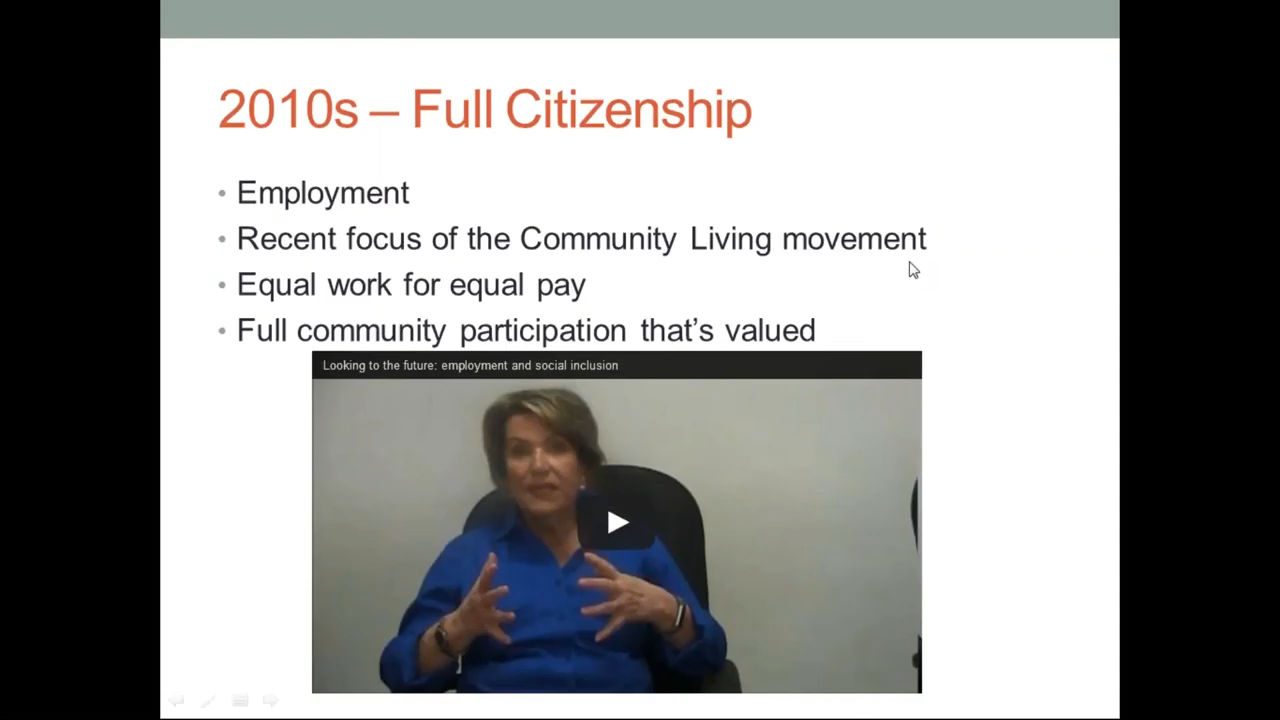 2010s – Full Citizenship
• Employment
• Recent focus of the Community Living movement
• Equal work for equal pay
• Full community participation that’s valued
Looking to the future: employment and social inclusion